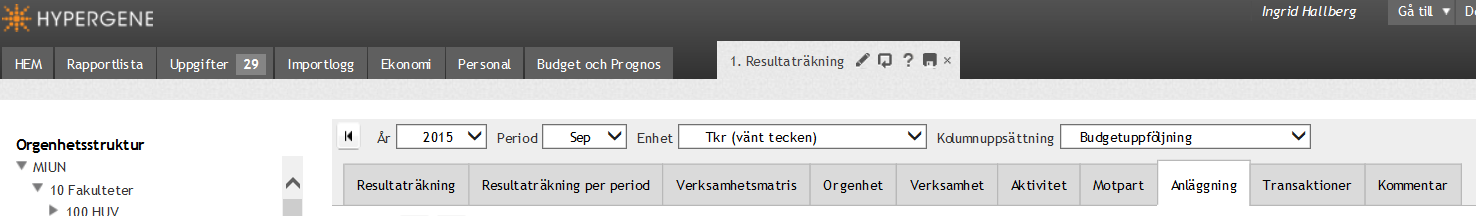 HYPERGENE
Ingrid Hallberg Gå till
HEM Rapportlista Uppgifter 29 Importlogg Ekonomi Personal Budget och Prognos 1. Resultaträkning ? ×
År 2015 Period Sep Enhet Tkr (vänt tecken) Kolumnuppsättning Budgetuppföljning
Orgenhetsstruktur
MIUN
10 Fakulteter
100 HUV
Resultaträkning Resultaträkning per period Verksamhetsmatris Orgenhet Verksamhet Aktivitet Motpart Anläggning Transaktioner Kommentar